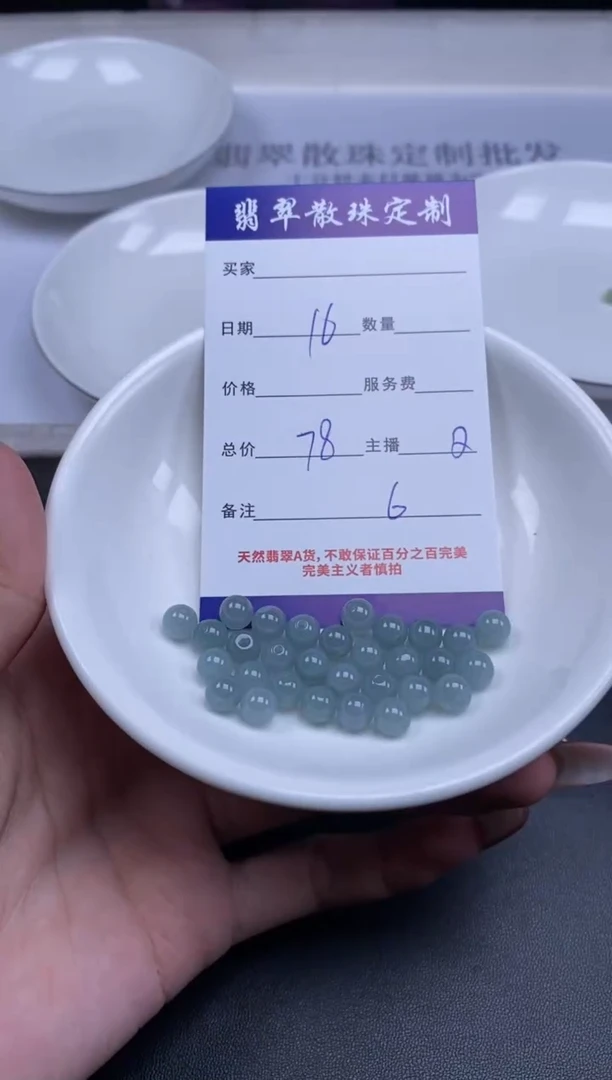 翡翠散珠定制批发
翡翠散珠定制
买家
日期 16 数量
价格 服务费
总价 78 主播 2
备注 6
天然翡翠A货，不敢保证百分之百完美
完美主义者慎拍